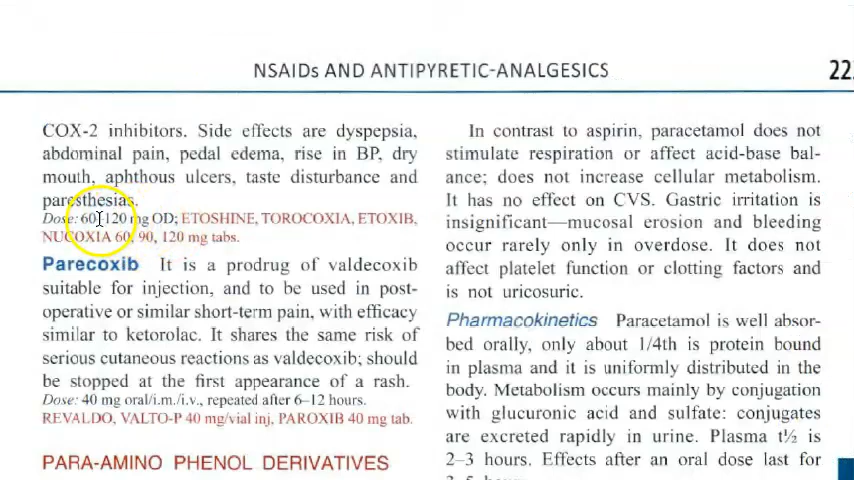 NSAIDs AND ANTIPYRETIC-ANALGESICS
22
COX-2 inhibitors. Side effects are dyspepsia,
abdominal pain, pedal edema, rise in BP, dry
mouth, aphthous ulcers, taste disturbance and
paresthesias.
Dose: 60–120 mg OD; ETOSHINE, TOROCOXIA, ETOXIB,
NUCOXIA 60, 90, 120 mg tabs.
Parecoxib It is a prodrug of valdecoxib
suitable for injection, and to be used in post-
operative or similar short-term pain, with efficacy
similar to ketorolac. It shares the same risk of
serious cutaneous reactions as valdecoxib; should
be stopped at the first appearance of a rash.
Dose: 40 mg oral/i.m./i.v., repeated after 6–12 hours.
REVALDO, VALTO-P 40 mg/vial inj, PAROXIB 40 mg tab.
PARA-AMINO PHENOL DERIVATIVES
In contrast to aspirin, paracetamol does not
stimulate respiration or affect acid-base bal-
ance; does not increase cellular metabolism.
It has no effect on CVS. Gastric irritation is
insignificant—mucosal erosion and bleeding
occur rarely only in overdose. It does not
affect platelet function or clotting factors and
is not uricosuric.
Pharmacokinetics Paracetamol is well absor-
bed orally, only about 1/4th is protein bound
in plasma and it is uniformly distributed in the
body. Metabolism occurs mainly by conjugation
with glucuronic acid and sulfate: conjugates
are excreted rapidly in urine. Plasma t½ is
2–3 hours. Effects after an oral dose last for